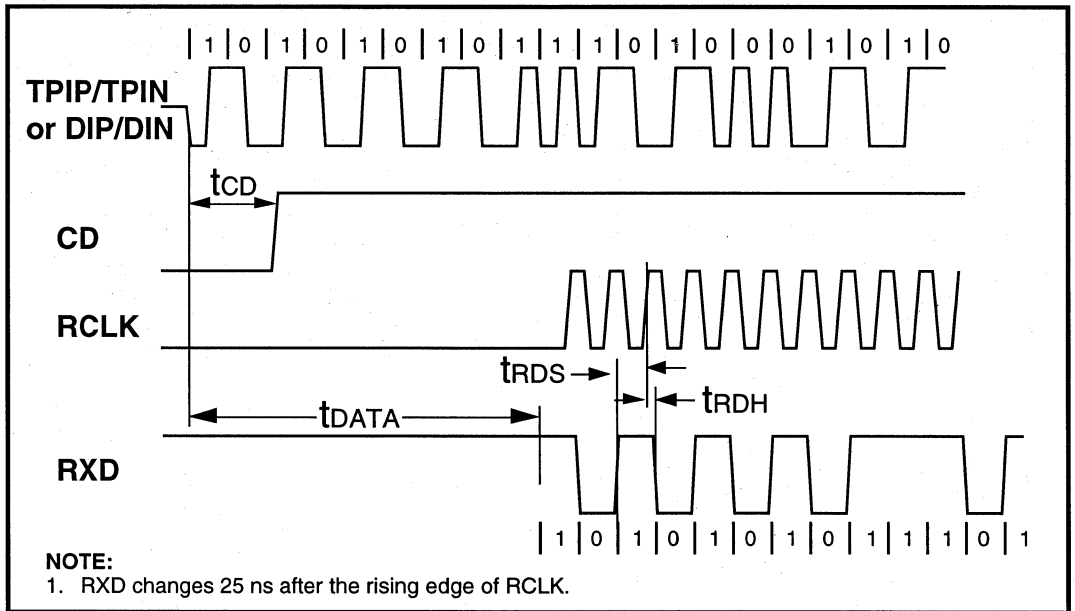 1 0 1 0 1 0 1 0 1 1 1 0 1 0 0 0 1 0 1 0
TPIP/TPIN
or DIP/DIN
tCD
CD
RCLK
tRDS
tRDH
tDATA
RXD
1 0 1 0 1 0 1 0 1 1 1 0 1
NOTE:
1. RXD changes 25 ns after the rising edge of RCLK.